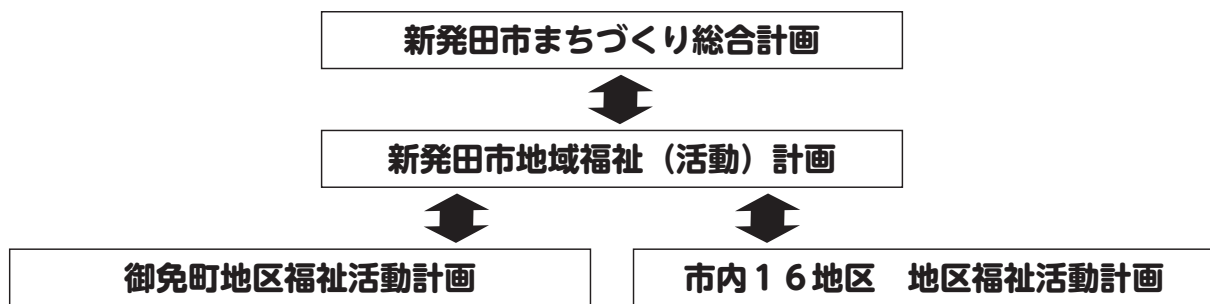 新発田市まちづくり総合計画
新発田市地域福祉（活動）計画
御免町地区福祉活動計画
市内１６地区　地区福祉活動計画